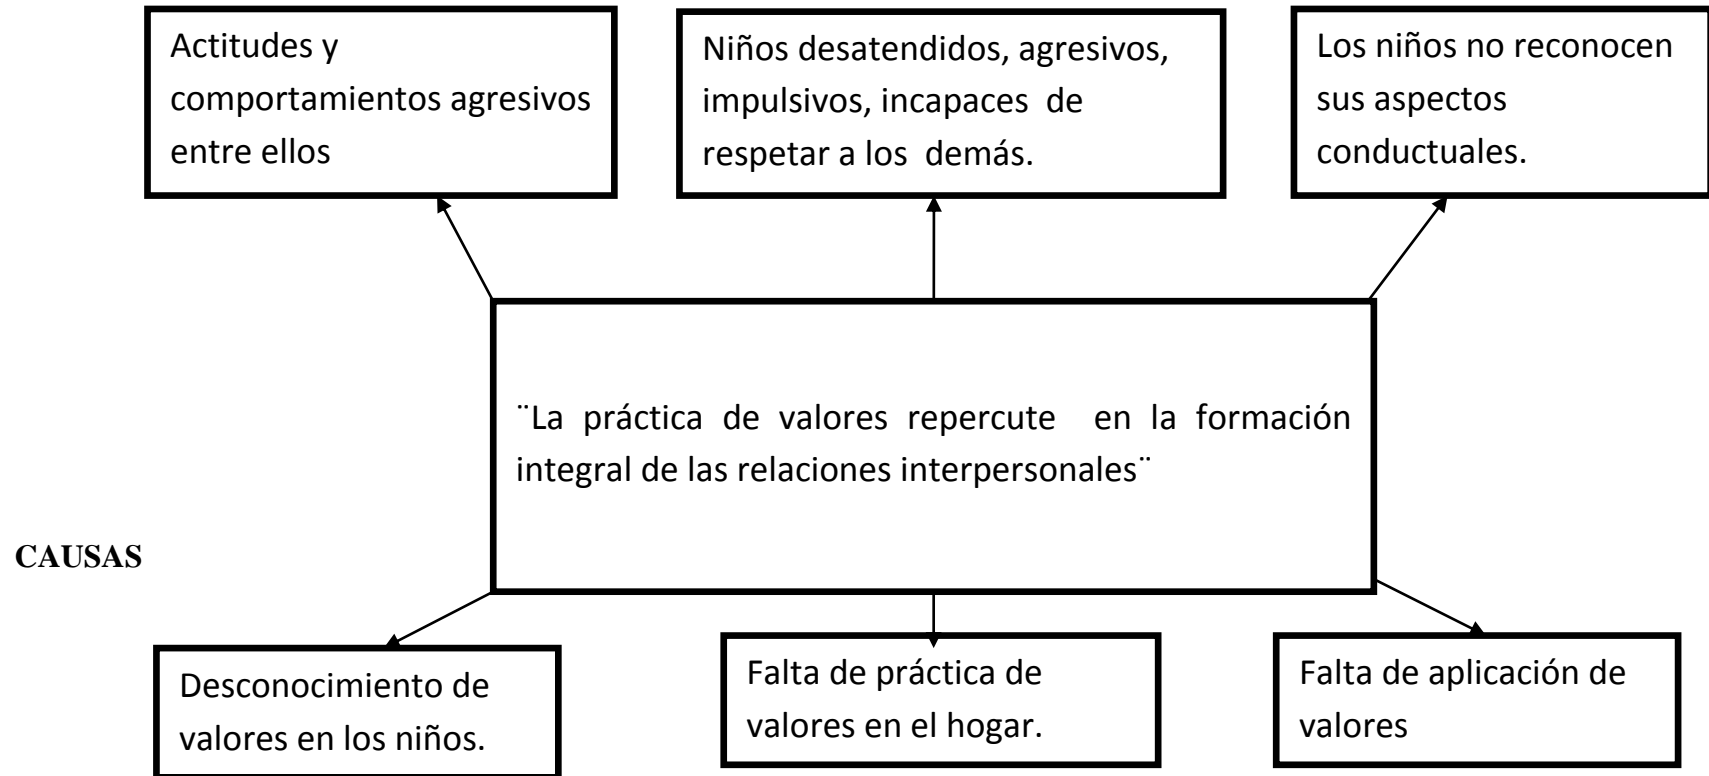 Actitudes y
comportamientos agresivos
entre ellos
Niños desatendidos, agresivos,
impulsivos, incapaces de
respetar a los demás.
Los niños no reconocen
sus aspectos
conductuales.
¨La práctica de valores repercute en la formación
integral de las relaciones interpersonales¨
CAUSAS
Desconocimiento de
valores en los niños.
Falta de práctica de
valores en el hogar.
Falta de aplicación de
valores